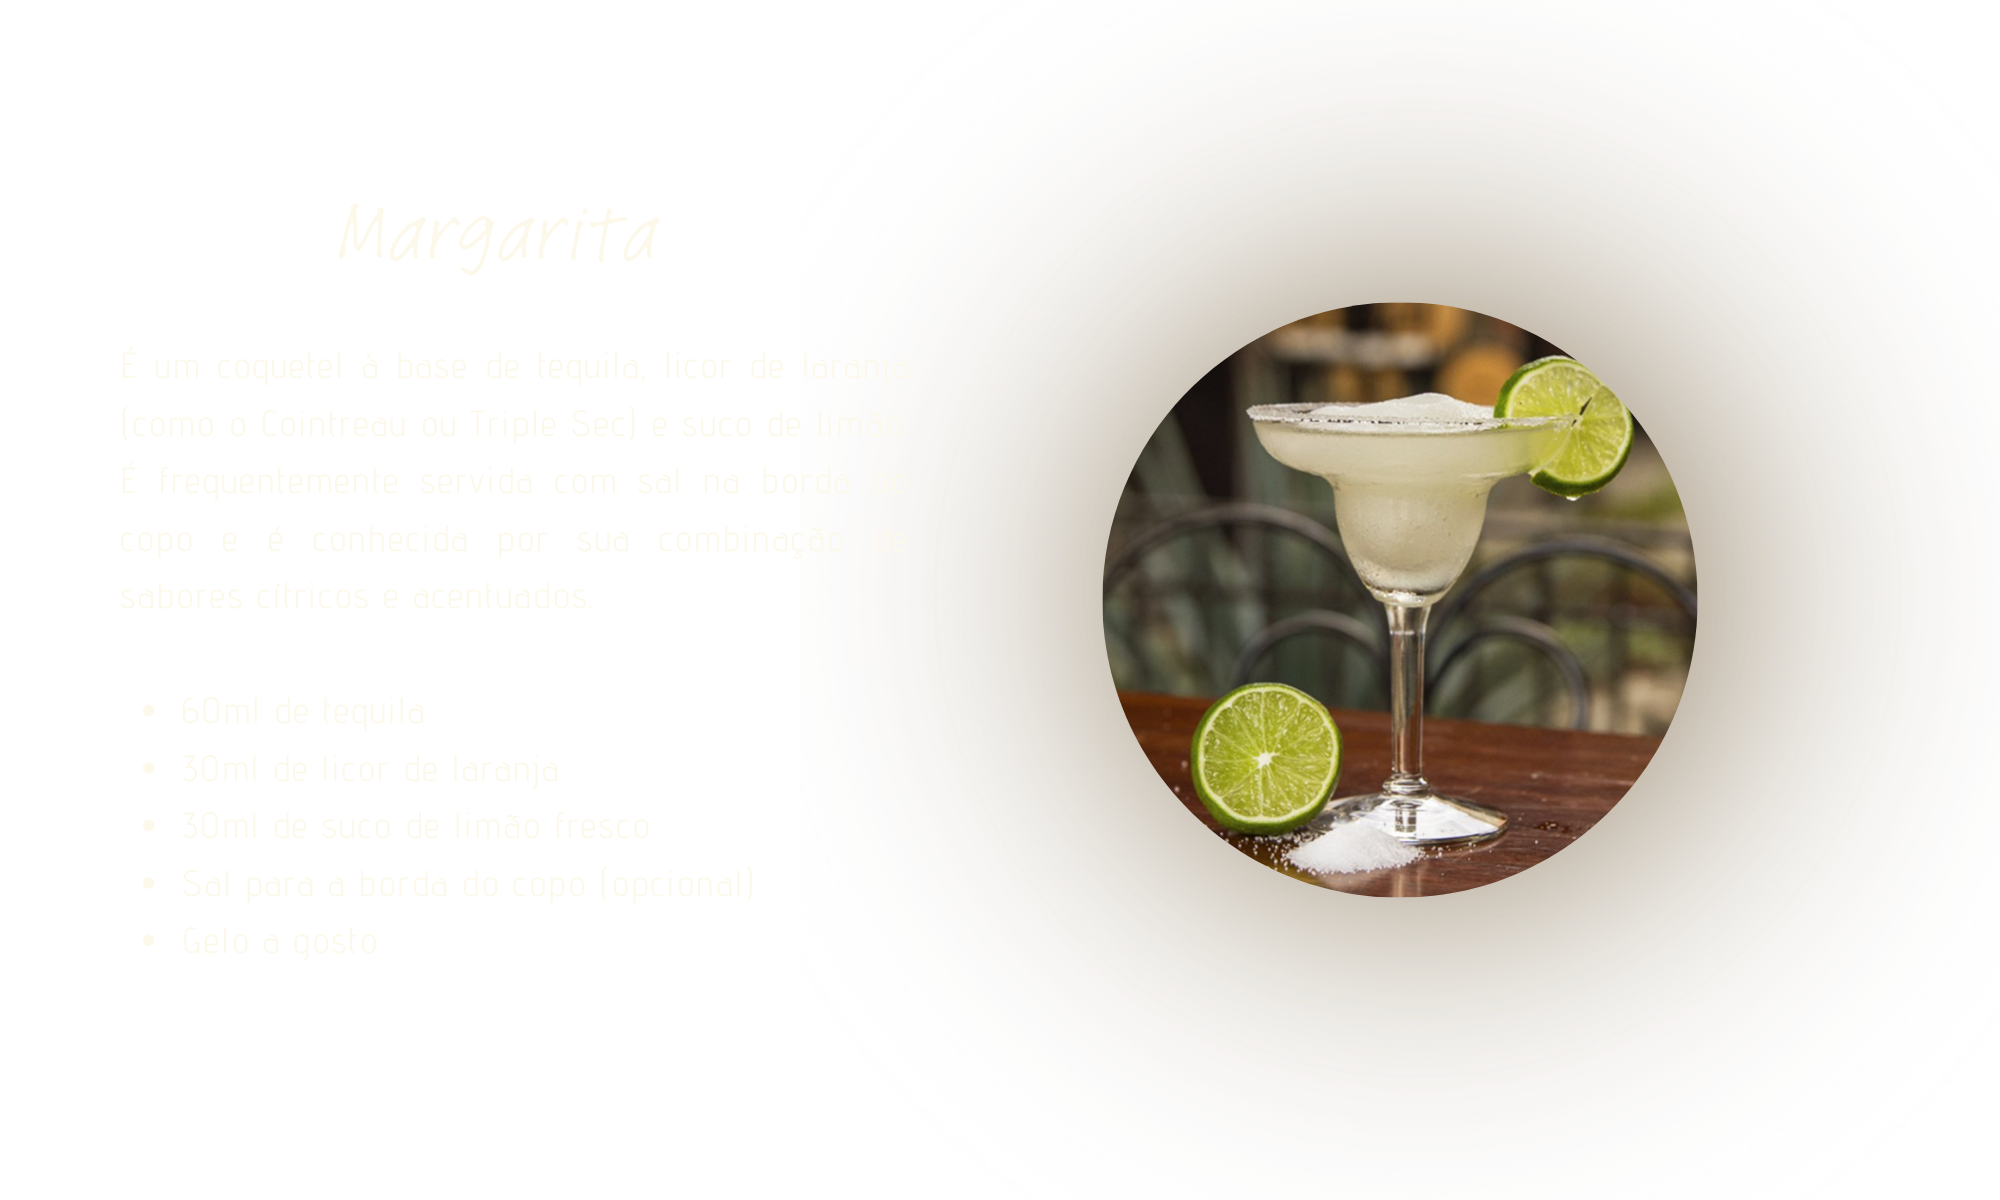 Margarita
É um coquetel à base de tequila, licor de laranja
(como o Cointreau ou Triple Sec) e suco de limão.
É frequentemente servida com sal na borda do
copo e é conhecida por sua combinação de
sabores cítricos e acentuados.
• 60ml de tequila
• 30ml de licor de laranja
• 30ml de suco de limão fresco
• Sal para a borda do copo (opcional)
• Gelo a gosto